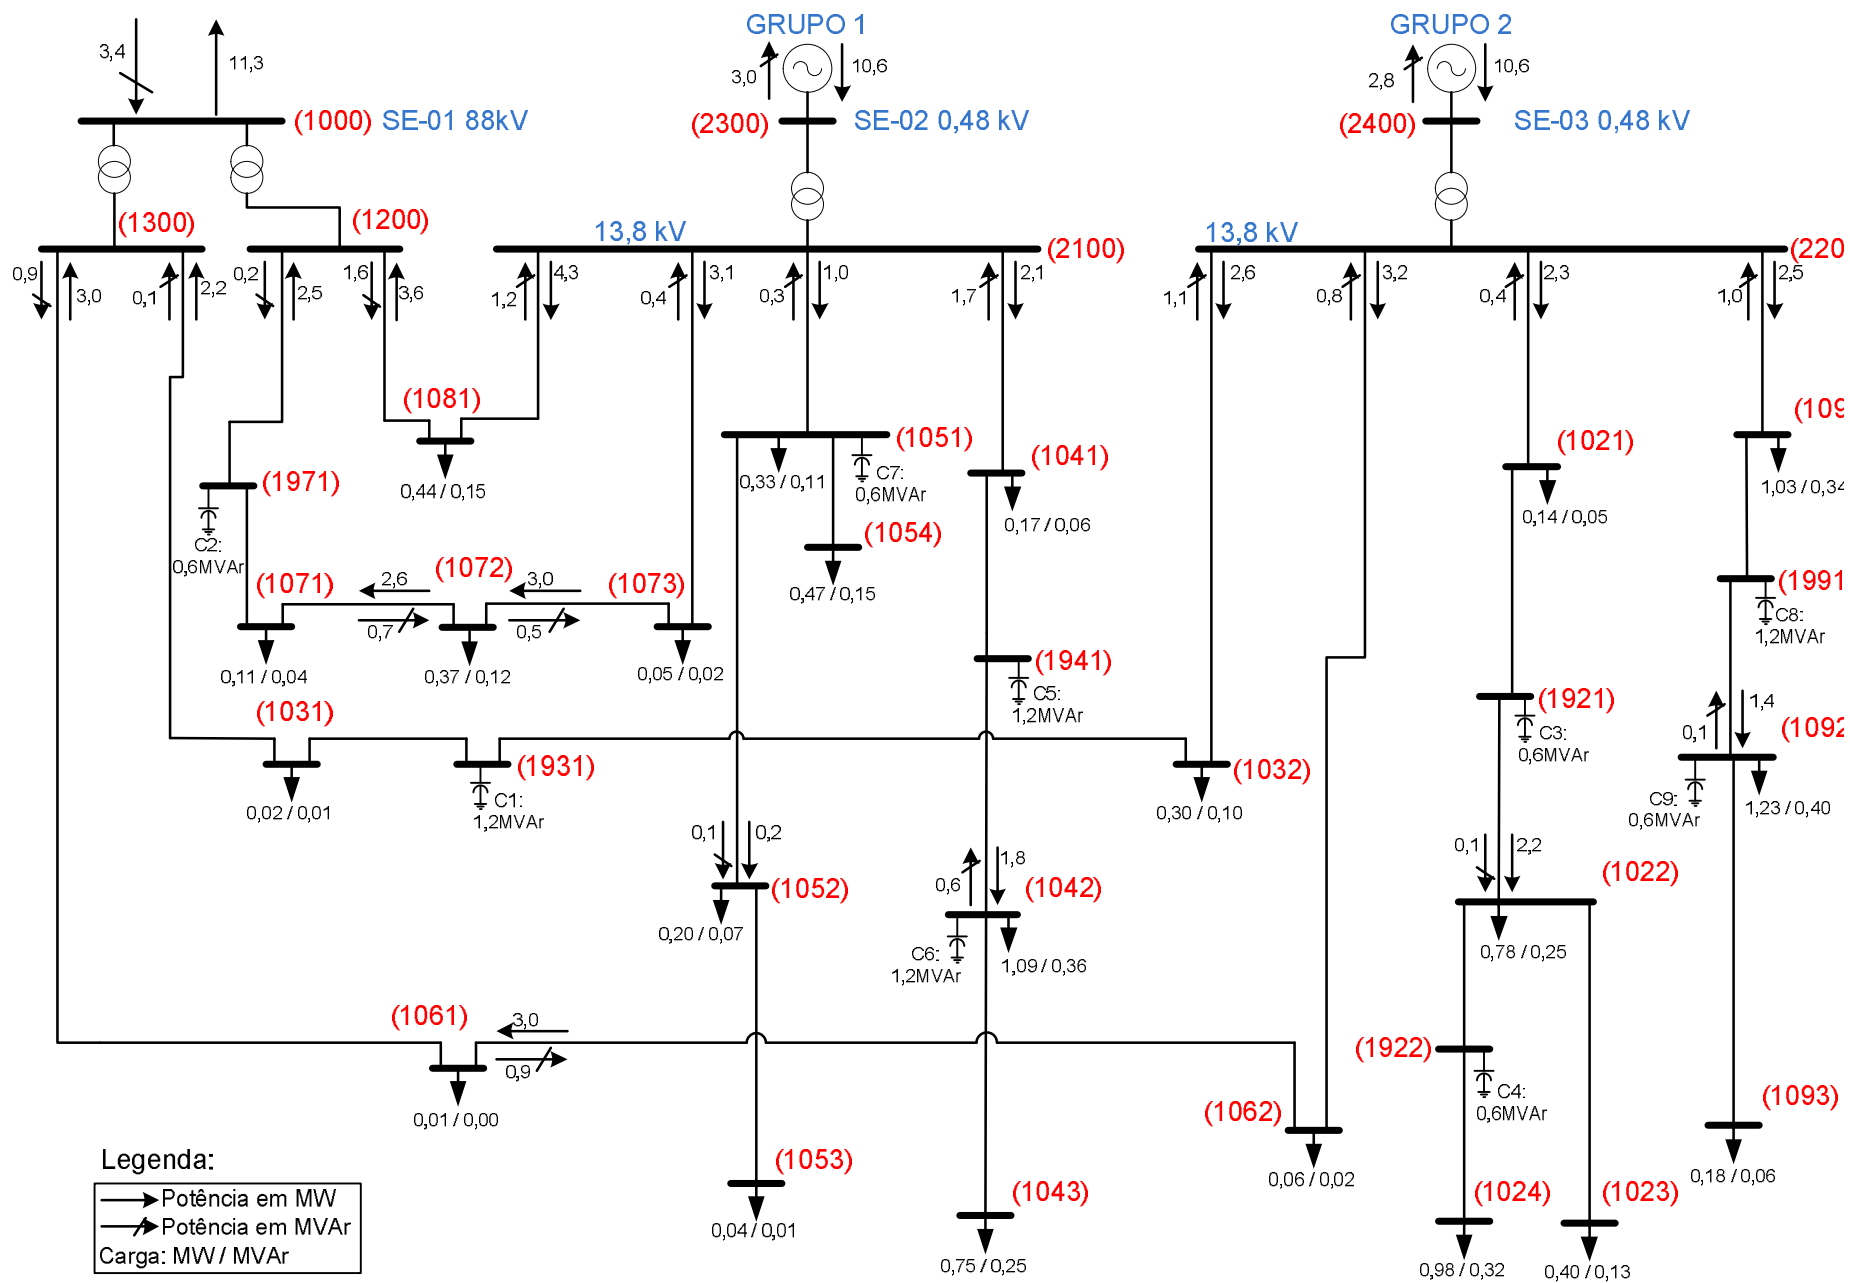 GRUPO 1
GRUPO 2
3,4
11,3
3,0
10,6
2,8
10,6
(1000) SE-01 88kV
(2300)
SE-02 0,48 kV
(2400)
SE-03 0,48 kV
(1300)
(1200)
13,8 kV
(2100)
13,8 kV
(220
0,9
3,0
0,1
2,2
0,2
2,5
1,6
3,6
1,2
4,3
0,4
3,1
0,3
1,0
1,7
2,1
1,1
2,6
0,8
3,2
0,4
2,3
1,0
2,5
(1081)
0,44 / 0,15
(1051)
0,33 / 0,11
C7:
0,6MVAr
(1041)
0,17 / 0,06
(1021)
0,14 / 0,05
(109
1,03 / 0,34
(1971)
C2:
0,6MVAr
(1054)
0,47 / 0,15
(1071)
2,6
0,7
(1072)
3,0
0,5
(1073)
0,11 / 0,04
0,37 / 0,12
0,05 / 0,02
(1991
C8:
1,2MVAr
(1941)
C5:
1,2MVAr
(1921)
C3:
0,6MVAr
1,4
0,1
(1092
C9:
0,6MVAr
1,23 / 0,40
(1031)
0,02 / 0,01
(1931)
C1:
1,2MVAr
(1032)
0,30 / 0,10
0,1
0,2
(1052)
0,20 / 0,07
0,6
1,8
(1042)
C6:
1,2MVAr
1,09 / 0,36
0,1
2,2
(1022)
0,78 / 0,25
(1061)
3,0
0,9
0,01 / 0,00
(1922)
C4:
0,6MVAr
(1062)
0,06 / 0,02
(1093)
0,18 / 0,06
(1053)
0,04 / 0,01
(1043)
0,75 / 0,25
(1024)
0,98 / 0,32
(1023)
0,40 / 0,13
Legenda:
Potência em MW
Potência em MVAr
Carga: MW / MVAr